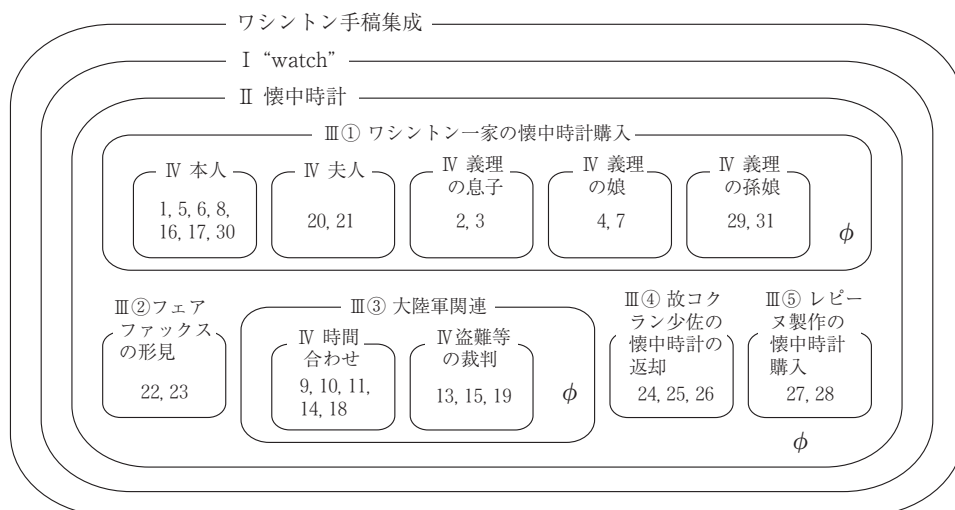 ワシントン手稿集成
Ⅰ “watch”
Ⅱ 懐中時計
Ⅲ① ワシントン一家の懐中時計購入
Ⅳ 本人
1, 5, 6, 8,
16, 17, 30
Ⅳ 夫人
20, 21
Ⅳ 義理
の息子
2, 3
Ⅳ 義理
の娘
4, 7
Ⅳ 義理
の孫娘
29, 31
ϕ
Ⅲ②フェア
ファックス
の形見
22, 23
Ⅲ③ 大陸軍関連
Ⅳ 時間
合わせ
9, 10, 11,
14, 18
Ⅳ盗難等
の裁判
13, 15, 19
ϕ
Ⅲ④ 故コク
ラン少佐の
懐中時計の
返却
24, 25, 26
Ⅲ⑤ レピー
ヌ製作の
懐中時計
購入
27, 28
ϕ